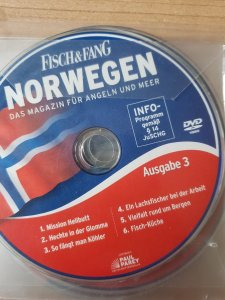 FISCH & FANG
NORWEGEN
DAS MAGAZIN FÜR ANGELN UND MEER
INFO-
Programm
gemäß
§ 14
JuSCHG
DVD
VIDEO
Ausgabe 3
1. Mission Heilbutt
2. Hechte in der Glomma
3. So fängt man Köhler
4. Ein Lachsfischer bei der Arbeit
5. Vielfalt rund um Bergen
6. Fisch-Küche
PAUL
PAREY